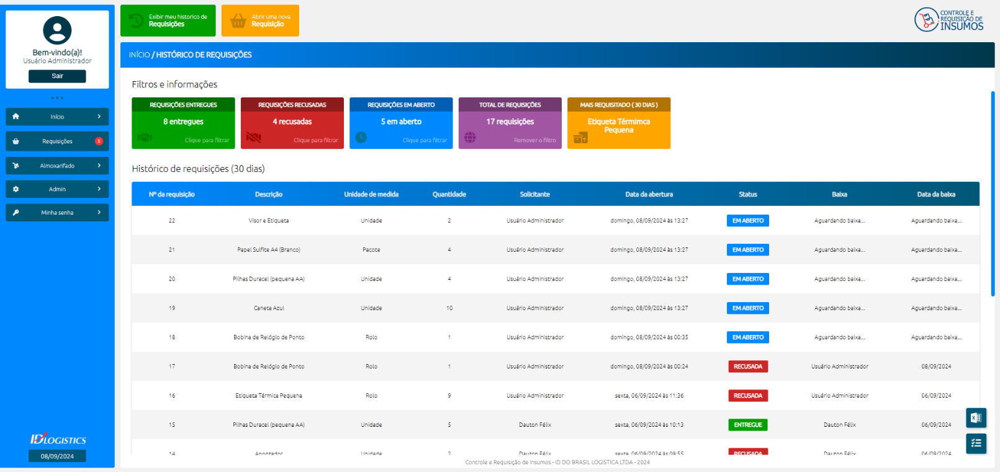 Bem-vindo(a)!
Usuário Administrador
Sair
Início
Requisições
5
Almoxarifado
Admin
Minha senha
IDLOGISTICS
08/09/2024
Exibir meu historico de
Requisições
Abrir uma nova
Requisição
CONTROLE E
REQUISIÇÃO DE
INSUMOS
INÍCIO / HISTÓRICO DE REQUISIÇÕES
Filtros e informações
REQUISIÇÕES ENTREGUES
8 entregues
Clique para filtrar
REQUISIÇÕES RECUSADAS
4 recusadas
Clique para filtrar
REQUISIÇÕES EM ABERTO
5 em aberto
Clique para filtrar
TOTAL DE REQUISIÇÕES
17 requisições
Remover o filtro
MAIS REQUISITADO ( 30 DIAS )
Etiqueta Térmimca
Pequena
Histórico de requisições (30 dias)
Nº da requisição Descrição Unidade de medida Quantidade Solicitante Data da abertura Status Baixa Data da baixa
22 Visor e Etiqueta Unidade 2 Usuário Administrador domingo, 08/09/2024 às 13:27 EM ABERTO Aguardando baixa... Aguardando baixa...
21 Papel Sulfite A4 (Branco) Pacote 4 Usuário Administrador domingo, 08/09/2024 às 13:27 EM ABERTO Aguardando baixa... Aguardando baixa...
20 Pilhas Duracel (pequena AA) Unidade 4 Usuário Administrador domingo, 08/09/2024 às 13:27 EM ABERTO Aguardando baixa... Aguardando baixa...
19 Caneta Azul Unidade 10 Usuário Administrador domingo, 08/09/2024 às 13:27 EM ABERTO Aguardando baixa... Aguardando baixa...
18 Bobina de Relógio de Ponto Rolo 1 Usuário Administrador domingo, 08/09/2024 às 00:35 EM ABERTO Aguardando baixa... Aguardando baixa...
17 Bobina de Relógio de Ponto Rolo 1 Usuário Administrador domingo, 08/09/2024 às 00:24 RECUSADA Usuário Administrador 08/09/2024
16 Etiqueta Térmica Pequena Rolo 9 Usuário Administrador sexta, 06/09/2024 às 11:36 RECUSADA Usuário Administrador 06/09/2024
15 Pilhas Duracel (pequena AA) Unidade 5 Dauton Félix sexta, 06/09/2024 às 10:13 ENTREGUE Dauton Félix 06/09/2024
14 Apontador Unidade 2 Dauton Félix sexta, 06/09/2024 às 09:55 RECUSADA Dauton Félix 06/09/2024
Controle e Requisição de Insumos - ID DO BRASIL LOGISTICA LTDA - 2024